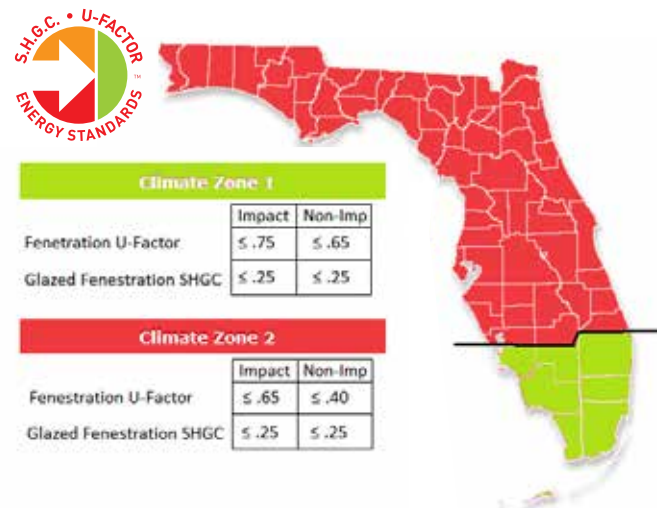 S.H.G.C. • U-FACTOR
ENERGY STANDARDS ™
Climate Zone 1
Impact Non-Imp
Fenetration U-Factor ≤ .75 ≤ .65
Glazed Fenestration SHGC ≤ .25 ≤ .25
Climate Zone 2
Impact Non-Imp
Fenestration U-Factor ≤ .65 ≤ .40
Glazed Fenestration SHGC ≤ .25 ≤ .25